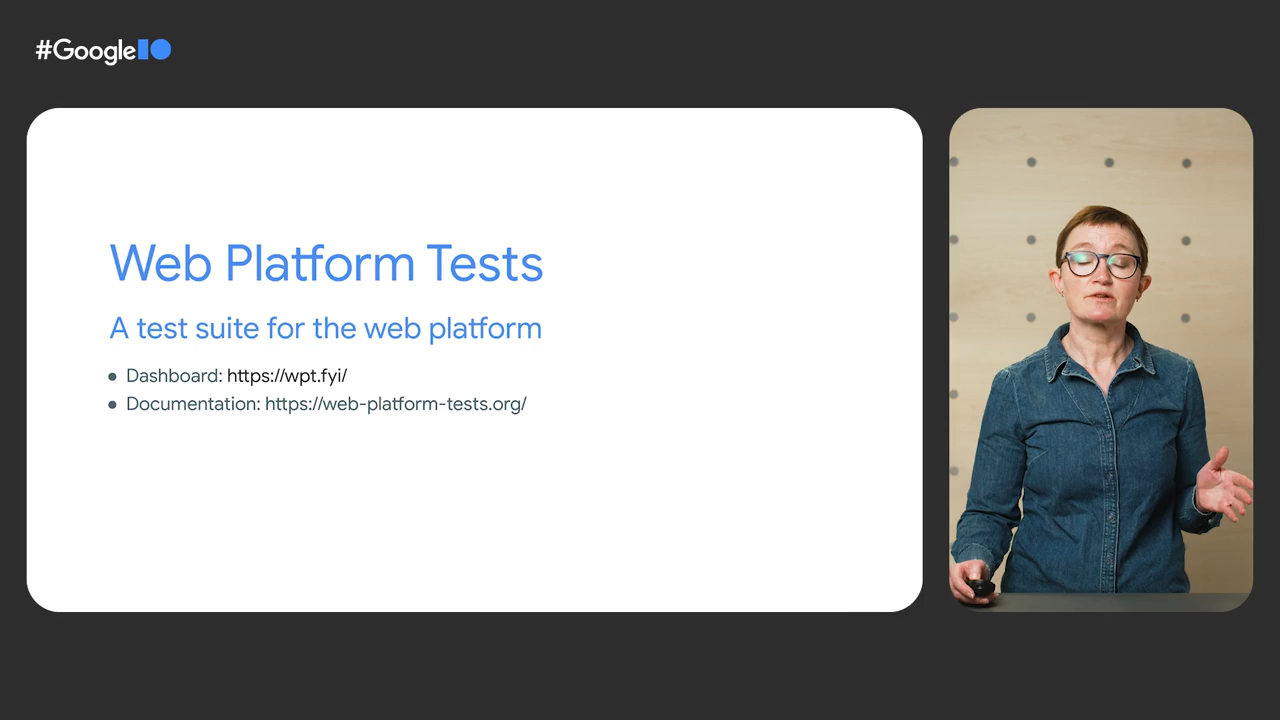 #GoogleIO
Web Platform Tests
A test suite for the web platform
● Dashboard: https://wpt.fyi/
● Documentation: https://web-platform-tests.org/